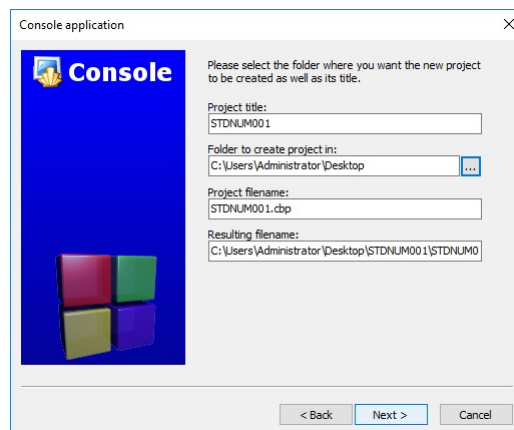 Console application
Console
Please select the folder where you want the new project
to be created as well as its title.
Project title:
STDNUM001
Folder to create project in:
C:\Users\Administrator\Desktop
...
Project filename:
STDNUM001.cbp
Resulting filename:
C:\Users\Administrator\Desktop\STDNUM001\STDNUM0
< Back
Next >
Cancel